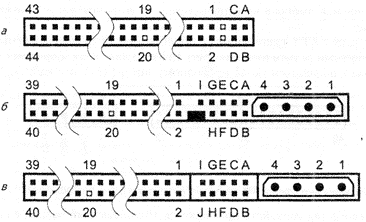 43 19 1 C A
а
44 20 2 D B
39 19 1 I G E C A 4 3 2 1
б
40 20 2 H F D B
39 19 1 I G E C A 4 3 2 1
в
40 20 2 J H F D B